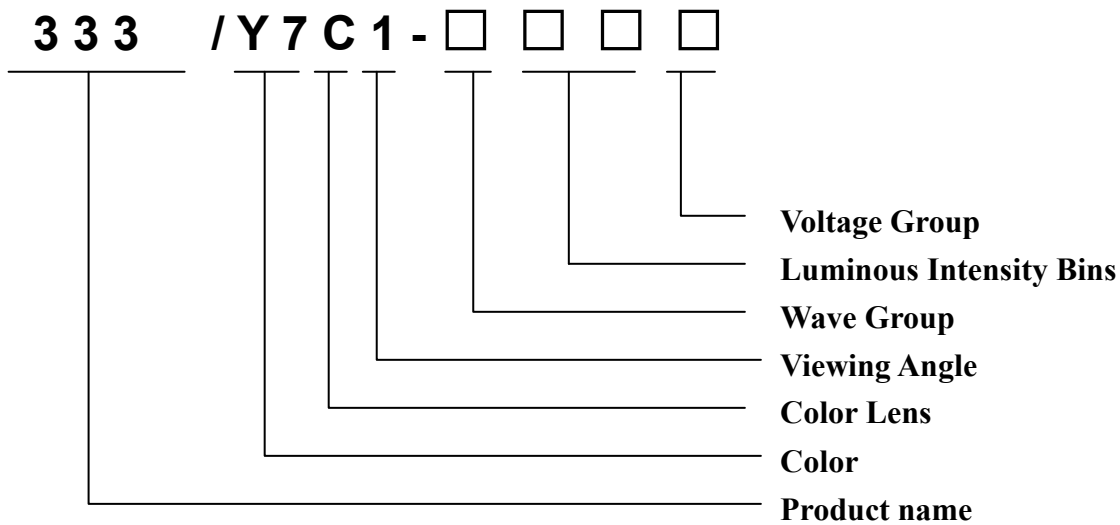 333 /Y7C1-□ □ □ □
Voltage Group
Luminous Intensity Bins
Wave Group
Viewing Angle
Color Lens
Color
Product name